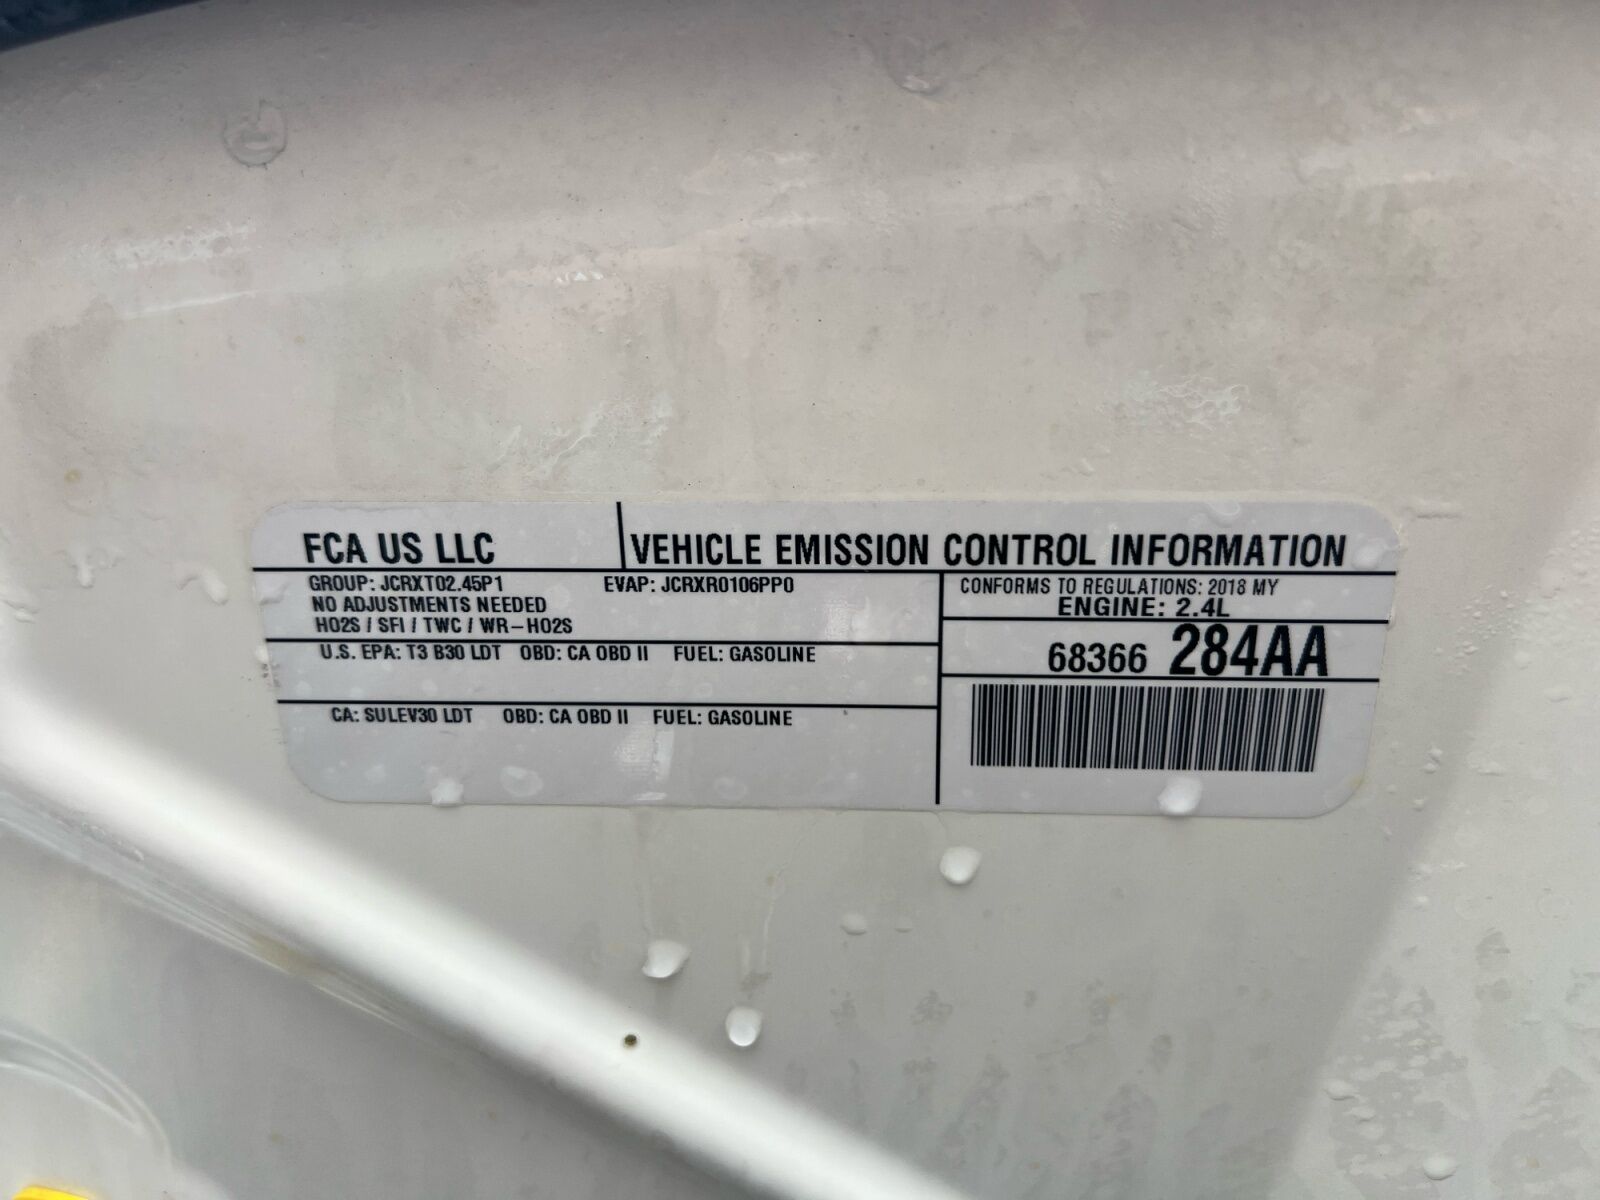 FCA US LLC
VEHICLE EMISSION CONTROL INFORMATION
GROUP: JCRXT02.45P1 EVAP: JCRXR0106PP0
NO ADJUSTMENTS NEEDED
HO2S / SFI / TWC / WR-HO2S
U.S. EPA: T3 B30 LDT OBD: CA OBD II FUEL: GASOLINE
CA: SULEV30 LDT OBD: CA OBD II FUEL: GASOLINE
CONFORMS TO REGULATIONS: 2018 MY
ENGINE: 2.4L
68366 284AA